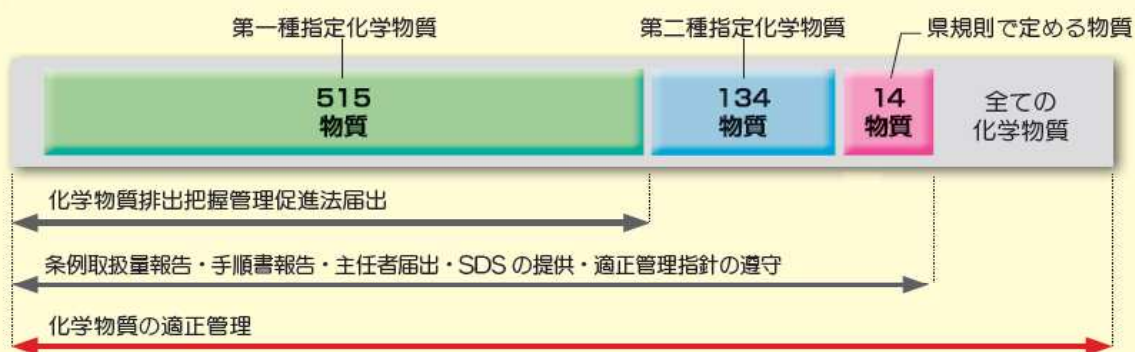 第一種指定化学物質
第二種指定化学物質
県規則で定める物質
515
物質
134
物質
14
物質
全ての
化学物質
化学物質排出把握管理促進法届出
条例取扱量報告・手順書報告・主任者届出・SDSの提供・適正管理指針の遵守
化学物質の適正管理